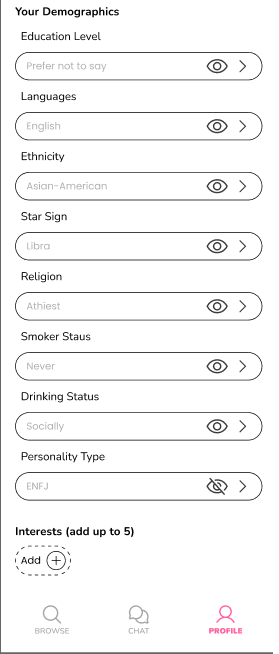 Your Demographics
Education Level
Prefer not to say
Languages
English
Ethnicity
Asian-American
Star Sign
Libra
Religion
Athiest
Smoker Staus
Never
Drinking Status
Socially
Personality Type
ENFJ
Interests (add up to 5)
Add
BROWSE CHAT PROFILE